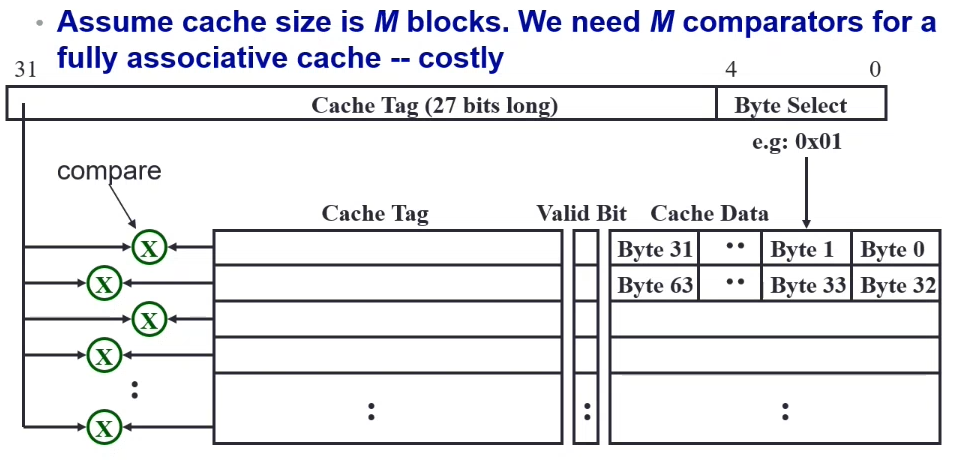 • Assume cache size is M blocks. We need M comparators for a
fully associative cache -- costly
31 4 0
Cache Tag (27 bits long) Byte Select
e.g: 0x01
compare
Cache Tag Valid Bit Cache Data
X Byte 31 •• Byte 1 Byte 0
X Byte 63 •• Byte 33 Byte 32
X
X
: : : :
X